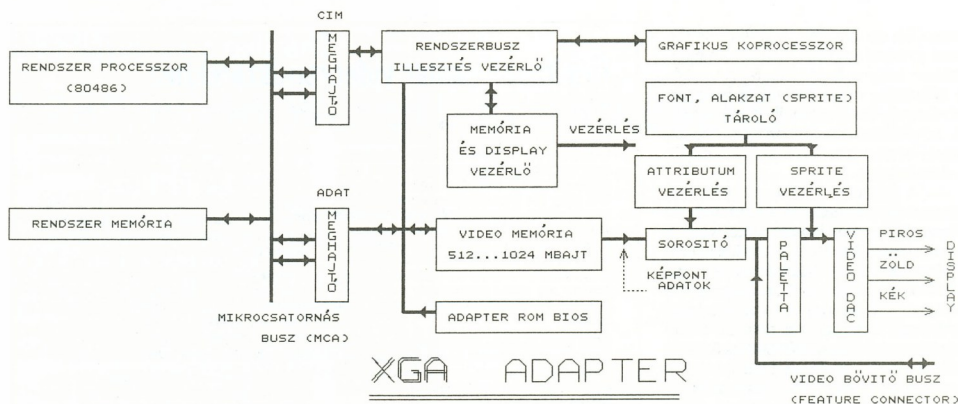 CIM
MEGHAJTÓ
RENDSZER PROCESSZOR
(80486)
RENDSZERBUSZ
ILLESZTÉS VEZÉRLŐ
GRAFIKUS KOPROCESSZOR
FONT, ALAKZAT (SPRITE)
TÁROLÓ
MEMÓRIA
ÉS DISPLAY
VEZÉRLŐ
VEZÉRLÉS
ATTRIBUTUM
VEZÉRLÉS
SPRITE
VEZÉRLÉS
ADAT
MEGHAJTÓ
RENDSZER MEMÓRIA
VIDEO MEMÓRIA
512...1024 MBAJT
SOROSITÓ
KÉPPONT
ADATOK
PALETTA
VIDEO DAC
PIROS
ZÖLD
KÉK
DISPLAY
MIKROCSATORNÁS
BUSZ (MCA)
ADAPTER ROM BIOS
XGA ADAPTER
VIDEO BŐVITŐ BUSZ
(FEATURE CONNECTOR)